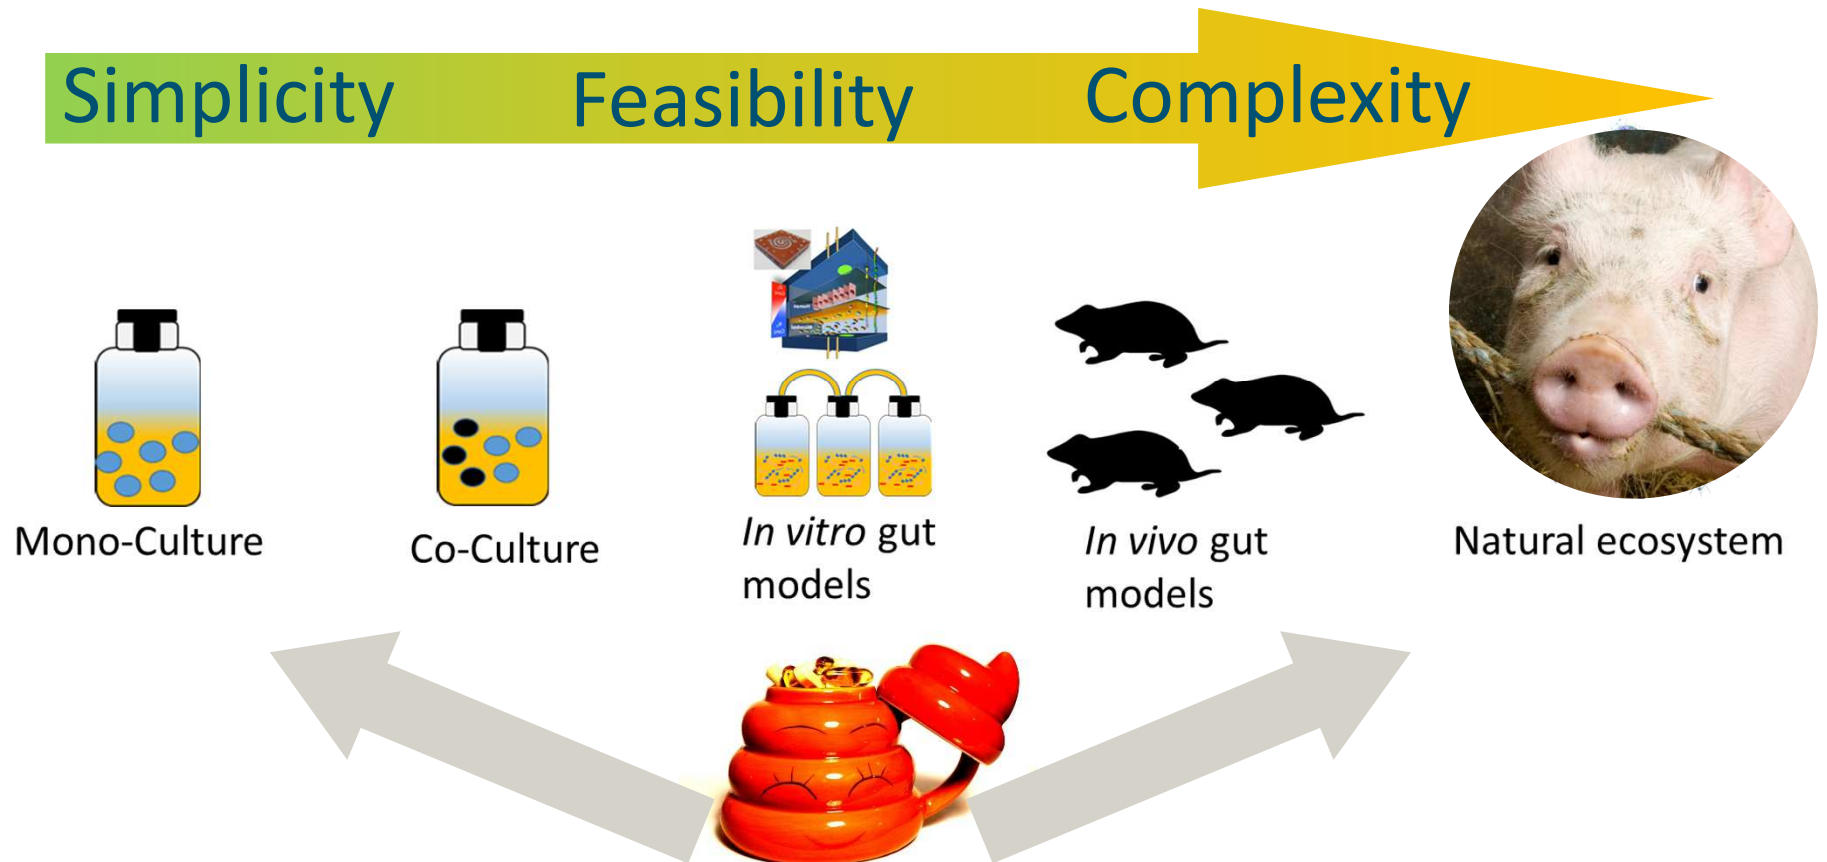 Simplicity
Feasibility
Complexity
Mono-Culture
Co-Culture
In vitro gut
models
In vivo gut
models
Natural ecosystem